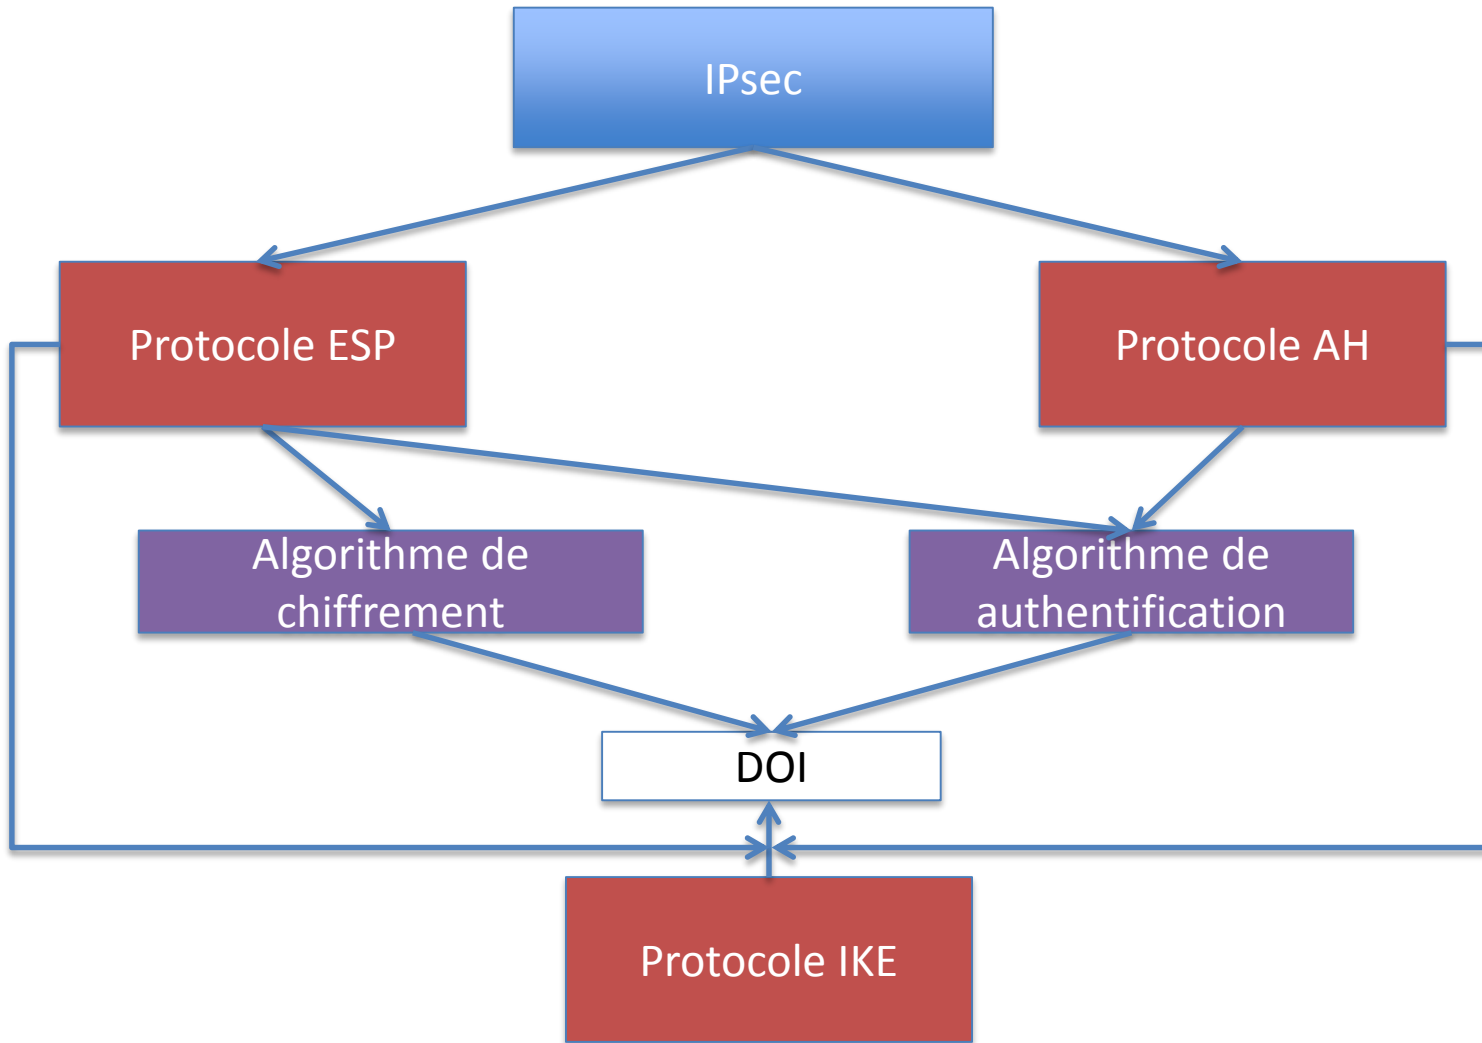 IPsec
Protocole ESP
Protocole AH
Algorithme de
chiffrement
Algorithme de
authentification
DOI
Protocole IKE